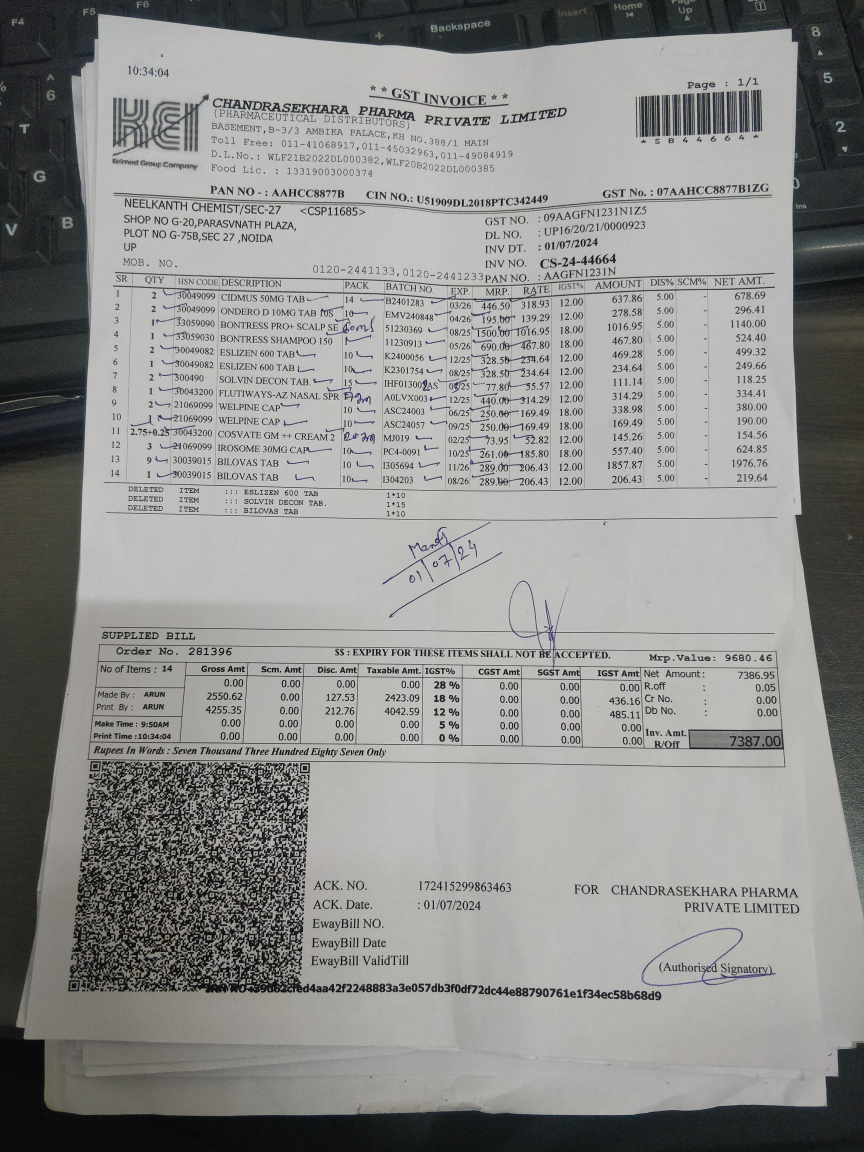 10:34:04
** GST INVOICE **
Page : 1/1
KEI
Brimed Group Company
CHANDRASEKHARA PHARMA PRIVATE LIMITED
(PHARMACEUTICAL DISTRIBUTORS)
BASEMENT,B-3/3 AMBIKA PALACE,KH NO.388/1 MAIN
Toll Free: 011-41068917,011-45032963,011-49084919
D.L.No.: WLF21B2022DL000382,WLF20B2022DL000385
Food Lic. : 13319003000374
*SB44664*
PAN NO - : AAHCC8877B CIN NO.: U51909DL2018PTC342449 GST No. : 07AAHCC8877B1ZG
NEELKANTH CHEMIST/SEC-27 <CSP11685>
SHOP NO G-20,PARASVNATH PLAZA,
PLOT NO G-75B,SEC 27 ,NOIDA
UP
MOB. NO. 0120-2441133,0120-2441233
GST NO. : 09AAGFN1231N1Z5
DL NO. : UP16/20/21/0000923
INV DT. : 01/07/2024
INV NO. CS-24-44664
PAN NO. : AAGFN1231N
SR QTY HSN CODE DESCRIPTION PACK BATCH NO EXP. MRP. RATE IGST% AMOUNT DIS% SCM% NET AMT.
1 2 30049099 CIDMUS 50MG TAB 14 B2401283 03/26 446.50 318.93 12.00 637.86 5.00 - 678.69
2 2 30049099 ONDERO D 10MG TAB 10S 10 EMV240848 04/26 195.00 139.29 12.00 278.58 5.00 - 296.41
3 1 33059090 BONTRESS PRO+ SCALP SE 60ml 51230369 08/25 1500.00 1016.95 18.00 1016.95 5.00 - 1140.00
4 1 33059030 BONTRESS SHAMPOO 150 1 11230913 05/26 690.00 467.80 18.00 467.80 5.00 - 524.40
5 2 30049082 ESLIZEN 600 TAB 10 K2400056 12/25 328.50 234.64 12.00 469.28 5.00 - 499.32
6 1 30049082 ESLIZEN 600 TAB 10 K2301754 08/25 328.50 234.64 12.00 234.64 5.00 - 249.66
7 2 300490 SOLVIN DECON TAB 15 08/25 77.80 55.57 12.00 111.14 5.00 - 118.25
8 1 30043200 FLUTIWAYS-AZ NASAL SPR A0LVX003 12/25 440.00 314.29 12.00 314.29 5.00 - 334.41
9 2 21069099 WELPINE CAP 10 ASC24003 06/25 250.00 169.49 18.00 338.98 5.00 - 380.00
10 1 21069099 WELPINE CAP 10 ASC24057 09/25 250.00 169.49 18.00 169.49 5.00 - 190.00
11 2.75+0.25 30043200 COSVATE GM ++ CREAM 2 MJ019 02/25 73.95 52.82 12.00 145.26 5.00 - 154.56
12 3 21069099 IROSOME 30MG CAP 10 PC4-0091 10/25 261.00 185.80 18.00 557.40 5.00 - 624.85
13 9 30039015 BILOVAS TAB 10 I305694 11/26 289.00 206.43 12.00 1857.87 5.00 - 1976.76
14 1 30039015 BILOVAS TAB 10 I304203 08/26 289.00 206.43 12.00 206.43 5.00 - 219.64
DELETED ITEM ::: ESLIZEN 600 TAB 1*10
DELETED ITEM ::: SOLVIN DECON TAB. 1*15
DELETED ITEM ::: BILOVAS TAB 1*10
01/07/24
SUPPLIED BILL
Order No. 281396 $$ : EXPIRY FOR THESE ITEMS SHALL NOT BE ACCEPTED. Mrp.Value: 9680.46
No of Items : 14 Gross Amt Scm. Amt Disc. Amt Taxable Amt. IGST% CGST Amt SGST Amt IGST Amt Net Amount: 7386.95
0.00 0.00 0.00 0.00 28 % 0.00 0.00 0.00 R.off : 0.05
Made By : ARUN 2550.62 0.00 127.53 2423.09 18 % 0.00 0.00 436.16 Cr No. : 0.00
Print By : ARUN 4255.35 0.00 212.76 4042.59 12 % 0.00 0.00 485.11 Db No. : 0.00
Make Time : 9:50AM 0.00 0.00 0.00 0.00 5 % 0.00 0.00 0.00
Print Time :10:34:04 0.00 0.00 0.00 0.00 0 % 0.00 0.00 0.00 Inv. Amt. R/Off 7387.00
Rupees In Words : Seven Thousand Three Hundred Eighty Seven Only
ACK. NO. 172415299863463
ACK. Date. : 01/07/2024
EwayBill NO.
EwayBill Date
EwayBill ValidTill
FOR CHANDRASEKHARA PHARMA
PRIVATE LIMITED
(Authorised Signatory)